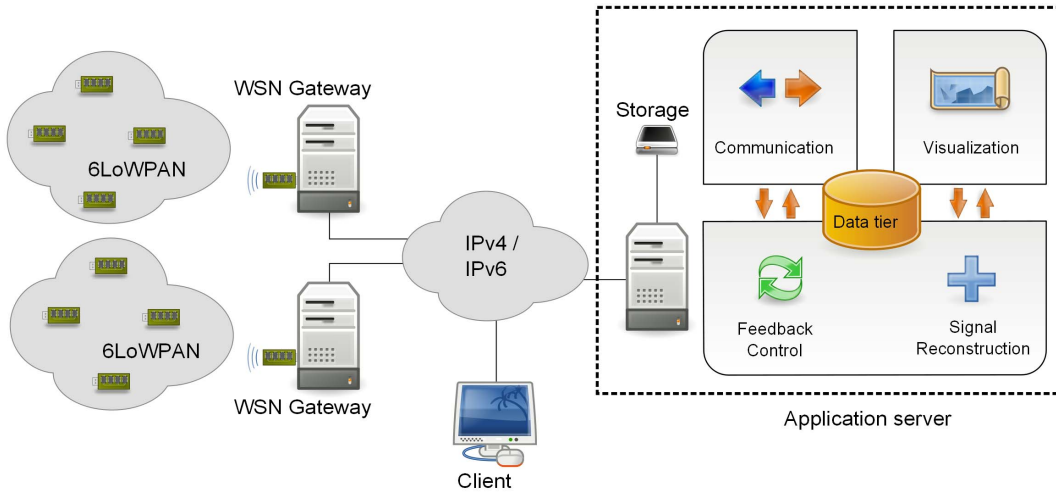 WSN Gateway
6LoWPAN
6LoWPAN
WSN Gateway
IPv4 /
IPv6
Client
Storage
Communication
Visualization
Data tier
Feedback
Control
Signal
Reconstruction
Application server